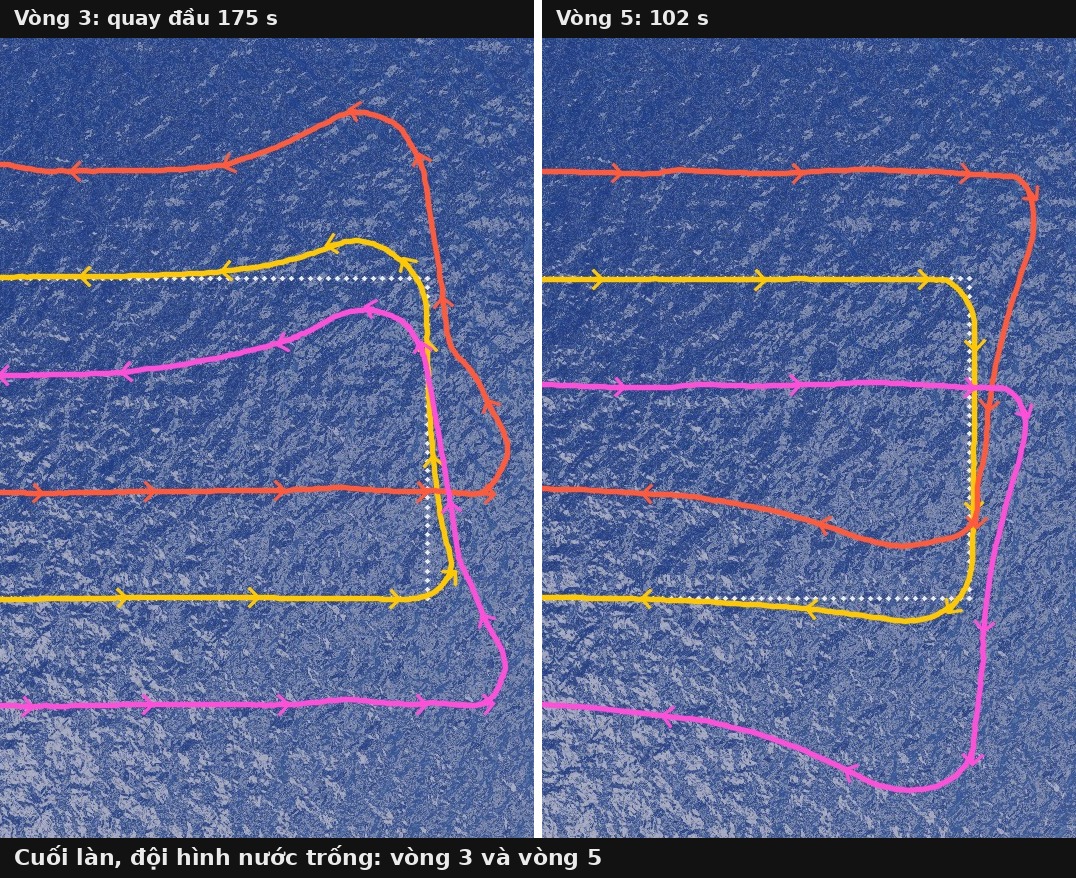 Vòng 3: quay đầu 175 s
Vòng 5: 102 s
Cuối làn, đội hình nước trống: vòng 3 và vòng 5